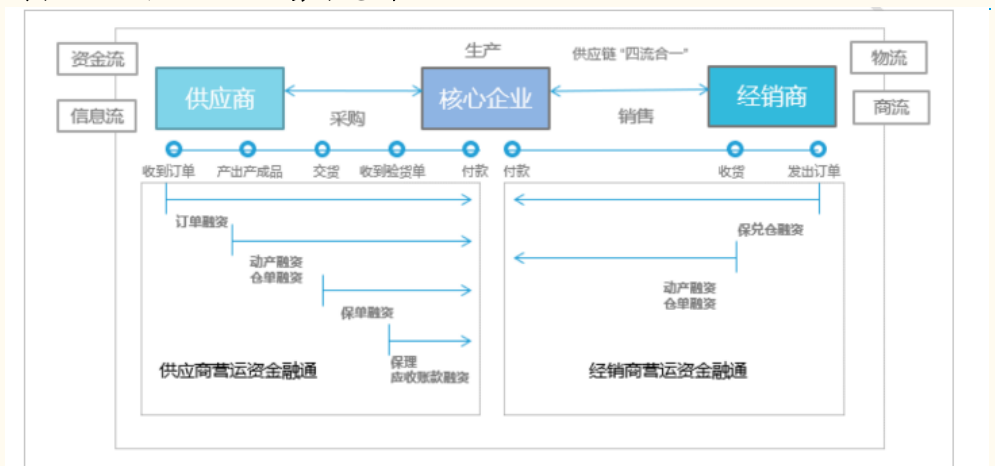 资金流
信息流
供应商
采购
生产
核心企业
供应链 "四流合一"
销售
经销商
物流
商流
收到订单
产出产成品
交货
收到验货单
付款
付款
收货
发出订单
订单融资
动产融资
仓单融资
保单融资
保理
应收账款融资
供应商营运资金融通
保兑仓融资
动产融资
仓单融资
经销商营运资金融通